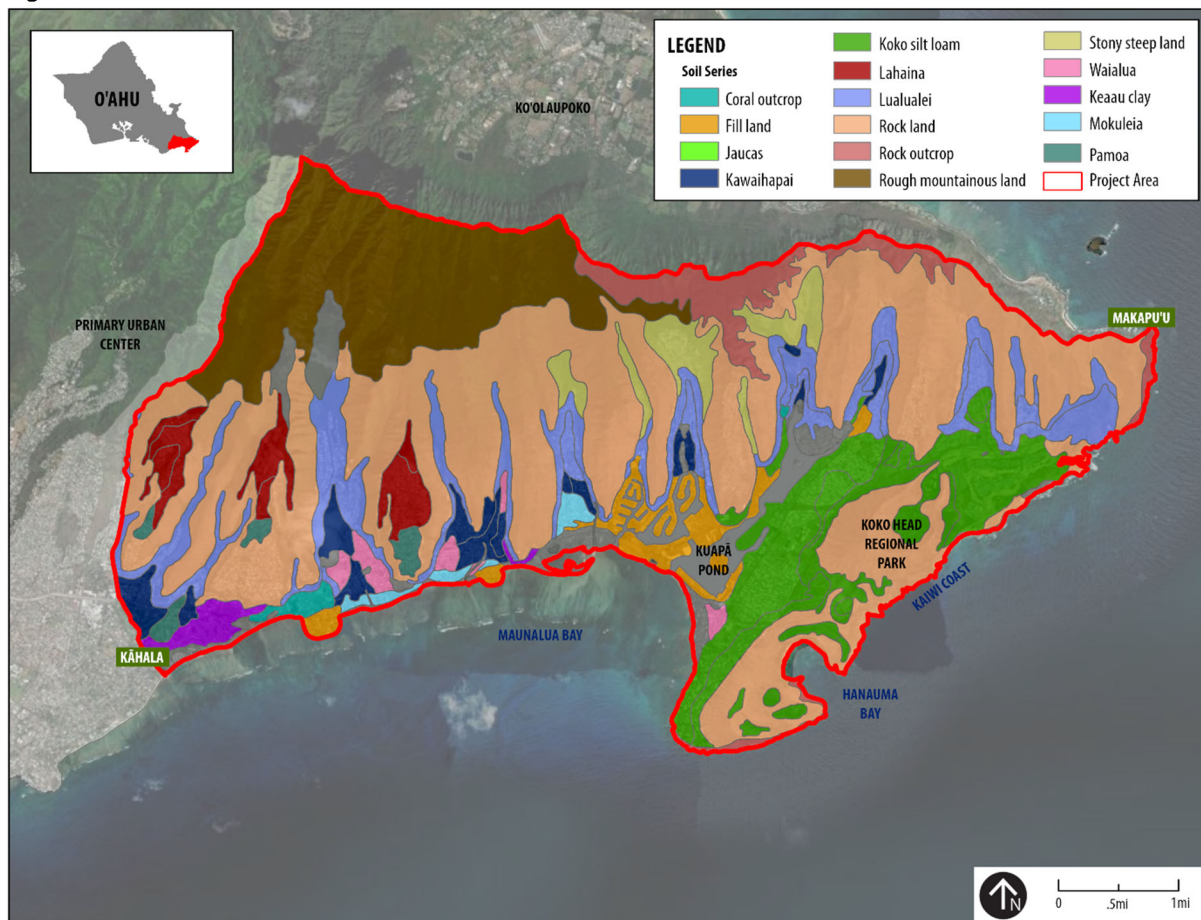 O'AHU
KO'OLAUPOKO
LEGEND
Soil Series
Coral outcrop
Fill land
Jaucas
Kawaihapai
Koko silt loam
Lahaina
Lualualei
Rock land
Rock outcrop
Rough mountainous land
Stony steep land
Waialua
Keaau clay
Mokuleia
Pamoa
Project Area
PRIMARY URBAN
CENTER
MAKAPU'U
KOKO HEAD
REGIONAL
PARK
KUAPĀ
POND
KAIWI COAST
MAUNALUA BAY
KĀHALA
HANAUMA
BAY
N
0 .5mi 1mi